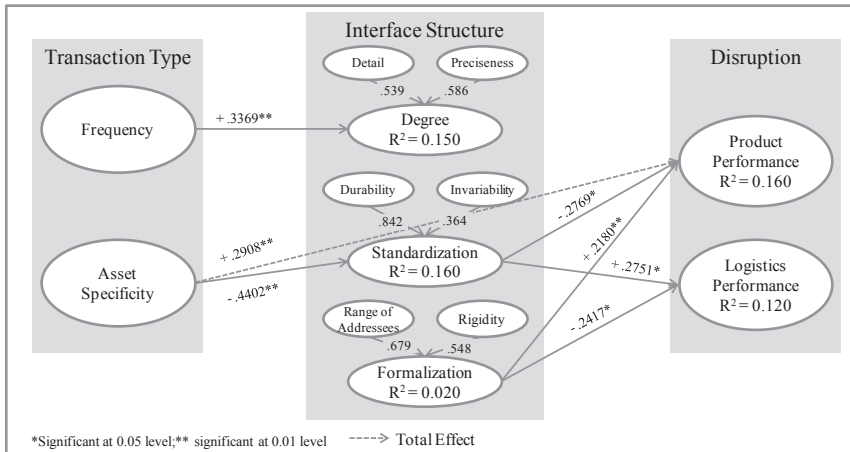 Transaction Type
Interface Structure
Disruption
Detail
Preciseness
.539
.586
Frequency
+ .3369**
Degree
R² = 0.150
Product
Performance
R² = 0.160
Durability
Invariability
.842
.364
- .2769*
+ .2180**
Asset
Specificity
+ .2908**
- .4402**
Standardization
R² = 0.160
+ .2751*
Logistics
Performance
R² = 0.120
Range of
Addressees
Rigidity
.679
.548
- .2417*
Formalization
R² = 0.020
*Significant at 0.05 level;** significant at 0.01 level
Total Effect